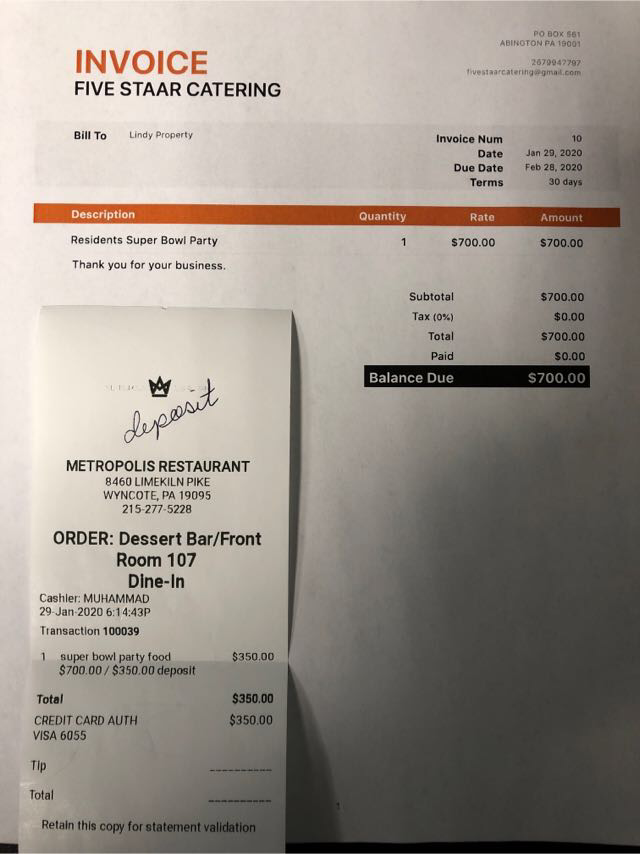 PO BOX 561
ABINGTON PA 19001
2679947797
fivestaarcatering@gmail.com
INVOICE
FIVE STAAR CATERING
Bill To Lindy Property
Invoice Num 10
Date Jan 29, 2020
Due Date Feb 28, 2020
Terms 30 days
Description Quantity Rate Amount
Residents Super Bowl Party 1 $700.00 $700.00
Thank you for your business.
Subtotal $700.00
Tax (0%) $0.00
Total $700.00
Paid $0.00
Balance Due $700.00
deposit
METROPOLIS RESTAURANT
8460 LIMEKILN PIKE
WYNCOTE, PA 19095
215-277-5228
ORDER: Dessert Bar/Front
Room 107
Dine-In
Cashier: MUHAMMAD
29-Jan-2020 6:14:43P
Transaction 100039
1 super bowl party food $350.00
$700.00 / $350.00 deposit
Total $350.00
CREDIT CARD AUTH $350.00
VISA 6055
Tip __________
Total __________
Retain this copy for statement validation
1